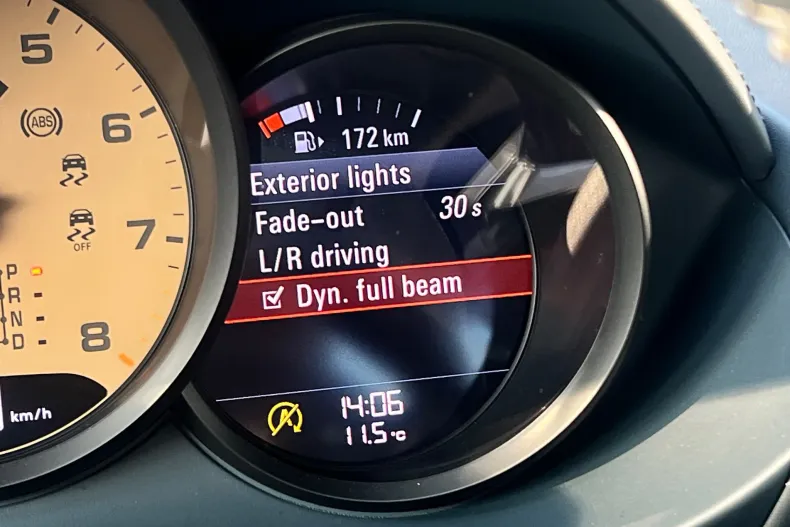 5
6
7
8
ABS
OFF
P
R
N
D
km/h
172 km
Exterior lights
Fade-out 30 s
L/R driving
Dyn. full beam
A
14:06
11.5 °C